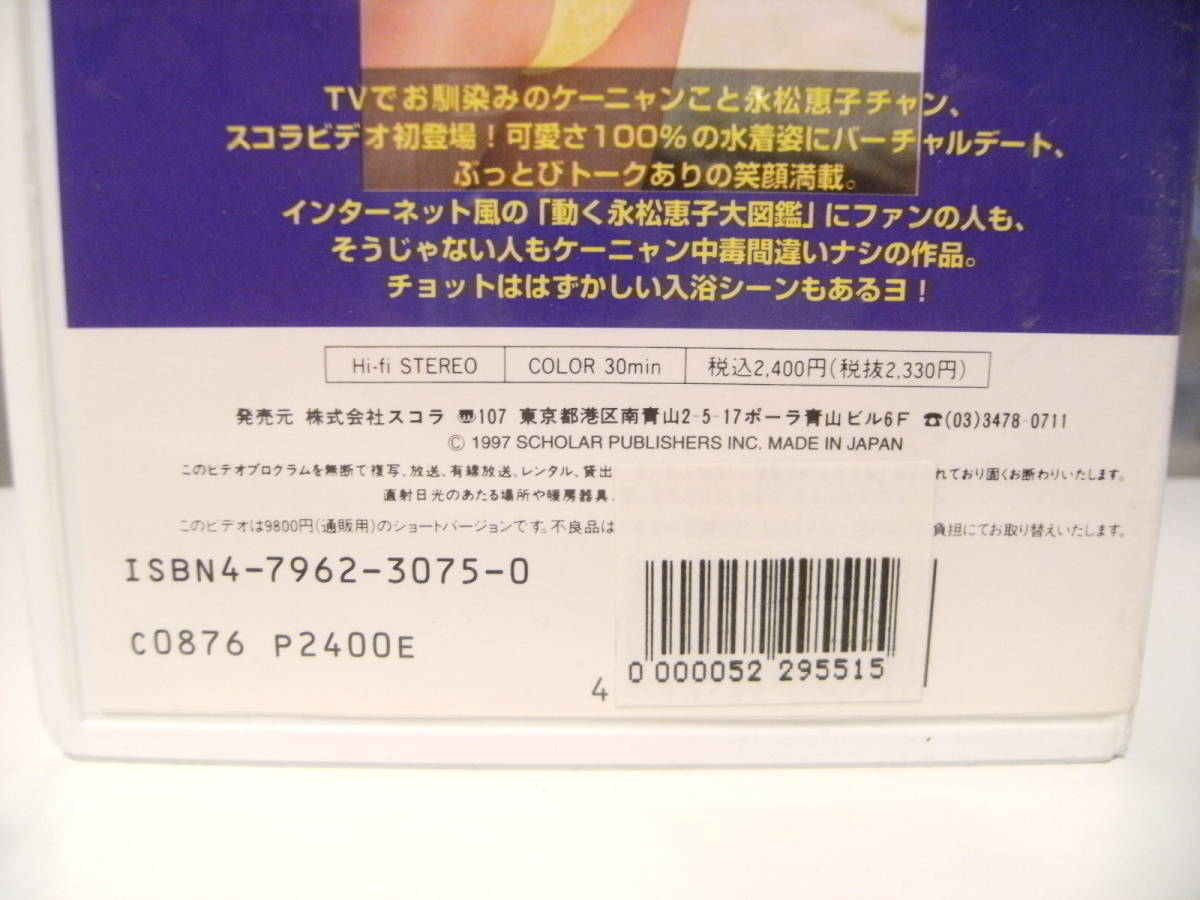 TVでお馴染みのケーニャンこと永松恵子チャン、
スコラビデオ初登場！可愛さ100%の水着姿にバーチャルデート、
ぶっとびトークありの笑顔満載。
インターネット風の「動く永松恵子大図鑑」にファンの人も、
そうじゃない人もケーニャン中毒間違いナシの作品。
チョットははずかしい入浴シーンもあるヨ！
Hi-fi STEREO COLOR 30min 税込2,400円(税抜2,330円)
発売元 株式会社スコラ 〠107 東京都港区南青山2-5-17ポーラ青山ビル6F ☎(03)3478-0711
© 1997 SCHOLAR PUBLISHERS INC. MADE IN JAPAN
このビデオプログラムを無断で複写、放送、有線放送、レンタル、貸出 れており固くお断わりいたします。
直射日光のあたる場所や暖房器具、
このビデオは9800円(通販用)のショートバージョンです。不良品は 負担にてお取り替えいたします。
ISBN4-7962-3075-0
C0876 P2400E
4
0 000052 295515